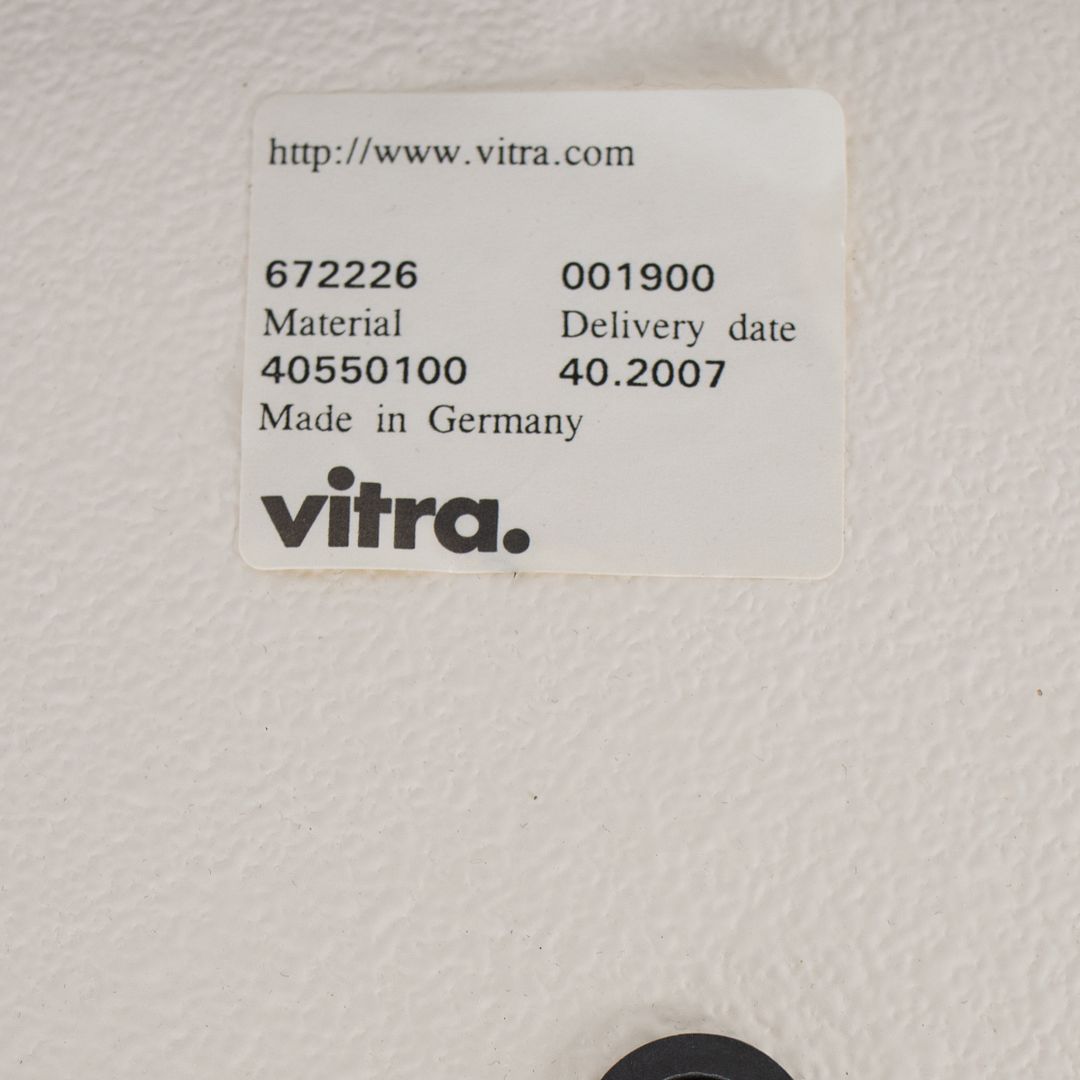 http://www.vitra.com
672226 001900
Material Delivery date
40550100 40.2007
Made in Germany
vitra.